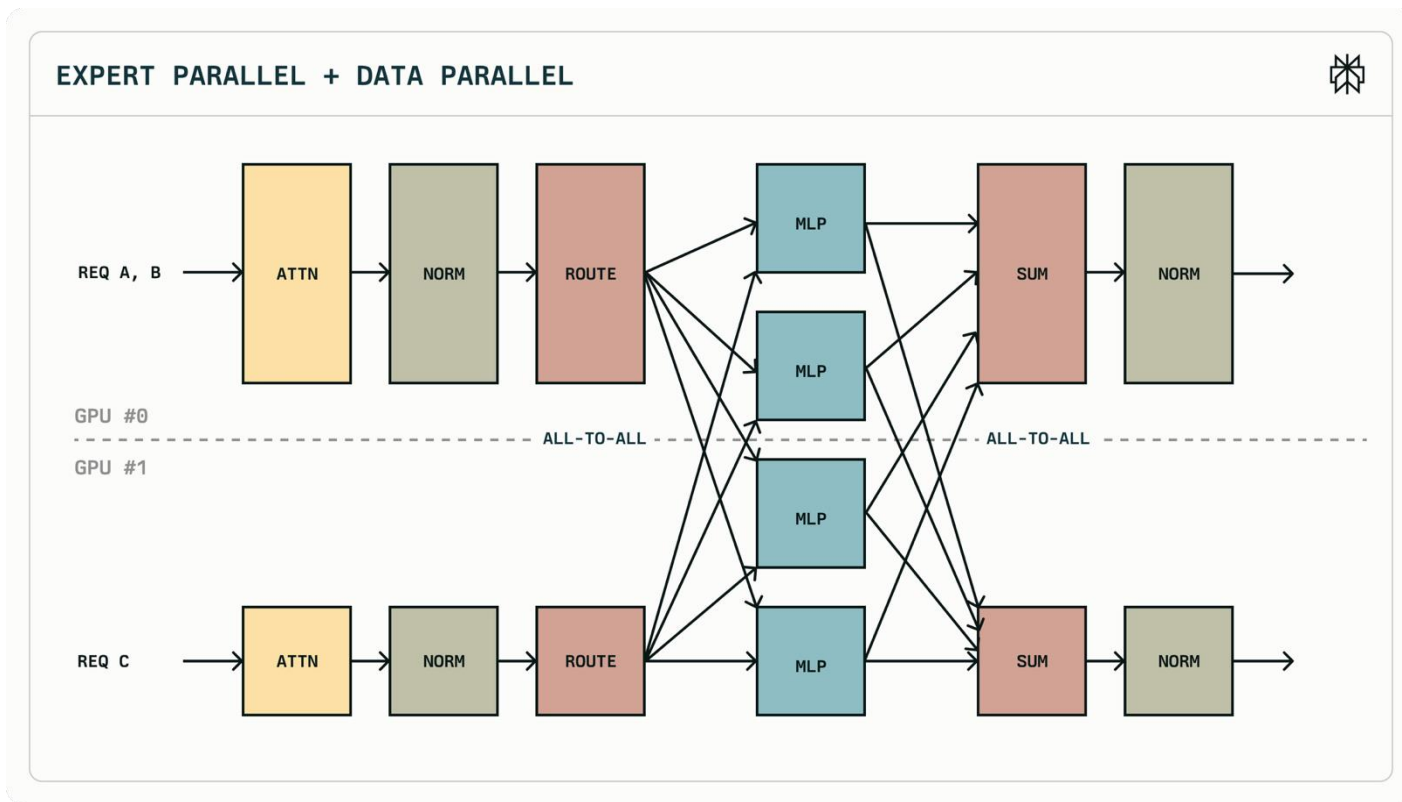 EXPERT PARALLEL + DATA PARALLEL
REQ A, B
ATTN
NORM
ROUTE
MLP
SUM
NORM
MLP
GPU #0
ALL-TO-ALL
ALL-TO-ALL
GPU #1
MLP
REQ C
ATTN
NORM
ROUTE
MLP
SUM
NORM